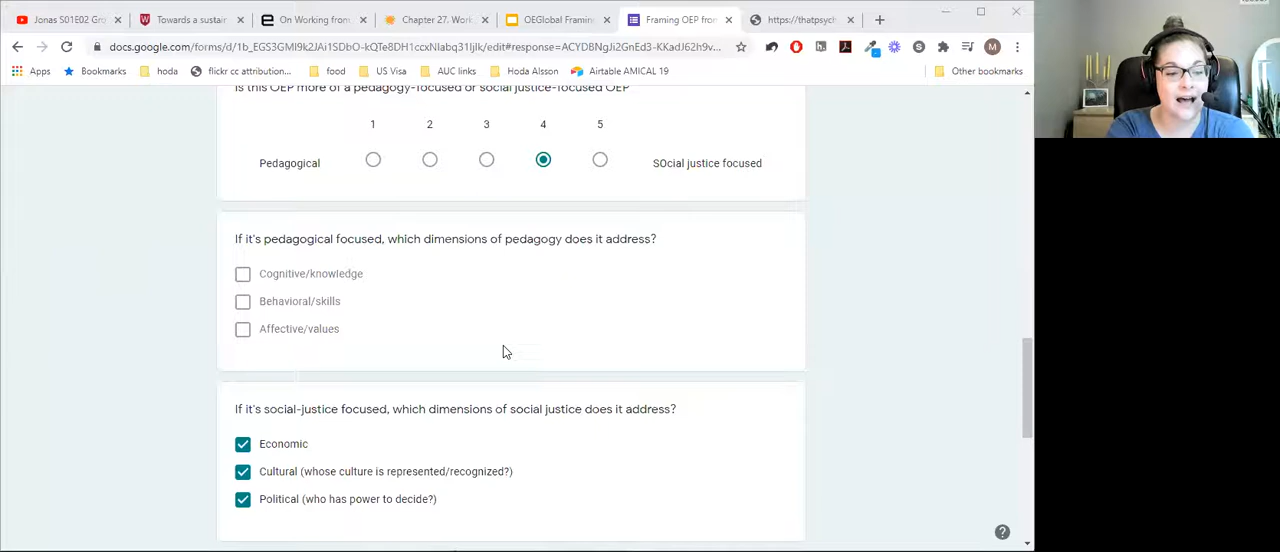 Jonas S01E02 Gro
Towards a sustair
On Working from
Chapter 27, Work
OEGlobal Framing
Framing OEP from
https://thatpsych
docs.google.com/forms/d/1b_EGS3GMI9k2JAi1SDbO-kQTe8DH1ccxNIabq31ljlk/edit#response=ACYDBNgJi2GnEd3-KKadJ62h9v...
M
Apps
Bookmarks
hoda
flickr cc attribution...
food
US Visa
AUC links
Hoda Alsson
Airtable AMICAL 19
Other bookmarks
Is this OEP more of a pedagogy-focused or social justice-focused OEP
1 2 3 4 5
Pedagogical
SOcial justice focused
If it's pedagogical focused, which dimensions of pedagogy does it address?
Cognitive/knowledge
Behavioral/skills
Affective/values
If it's social-justice focused, which dimensions of social justice does it address?
Economic
Cultural (whose culture is represented/recognized?)
Political (who has power to decide?)